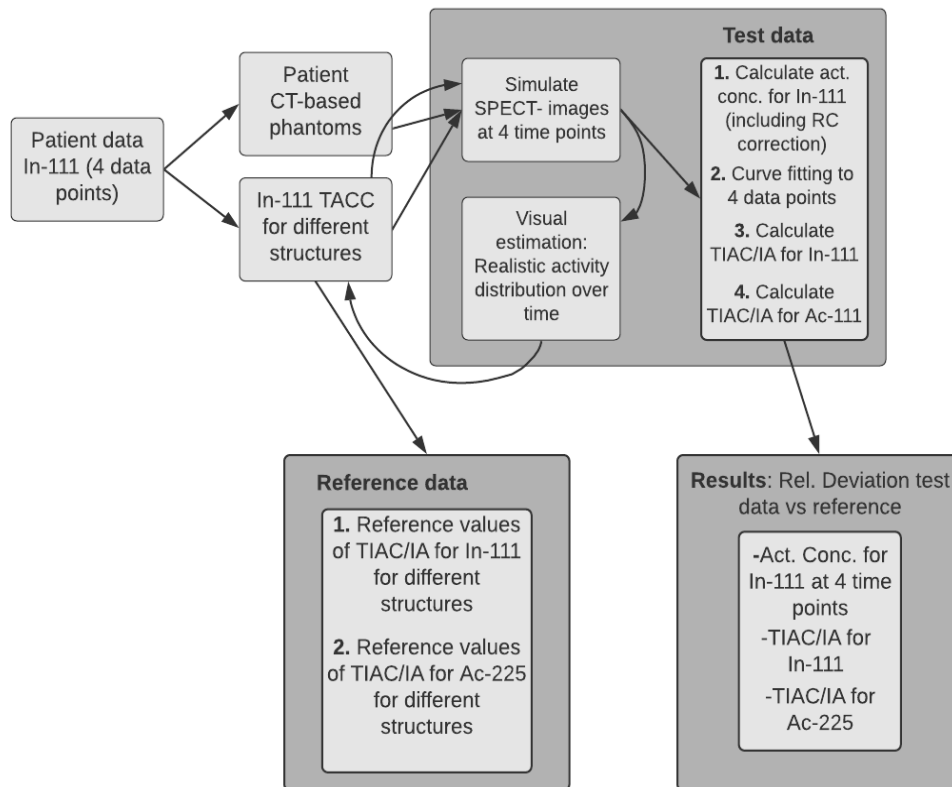 Patient data
In-111 (4 data
points)
Patient
CT-based
phantoms
In-111 TACC
for different
structures
Test data
Simulate
SPECT- images
at 4 time points
Visual
estimation:
Realistic activity
distribution over
time
1. Calculate act.
conc. for In-111
(including RC
correction)
2. Curve fitting to
4 data points
3. Calculate
TIAC/IA for In-111
4. Calculate
TIAC/IA for Ac-111
Reference data
1. Reference values
of TIAC/IA for In-111
for different
structures
2. Reference values
of TIAC/IA for Ac-225
for different
structures
Results: Rel. Deviation test
data vs reference
-Act. Conc. for
In-111 at 4 time
points
-TIAC/IA for
In-111
-TIAC/IA for
Ac-225